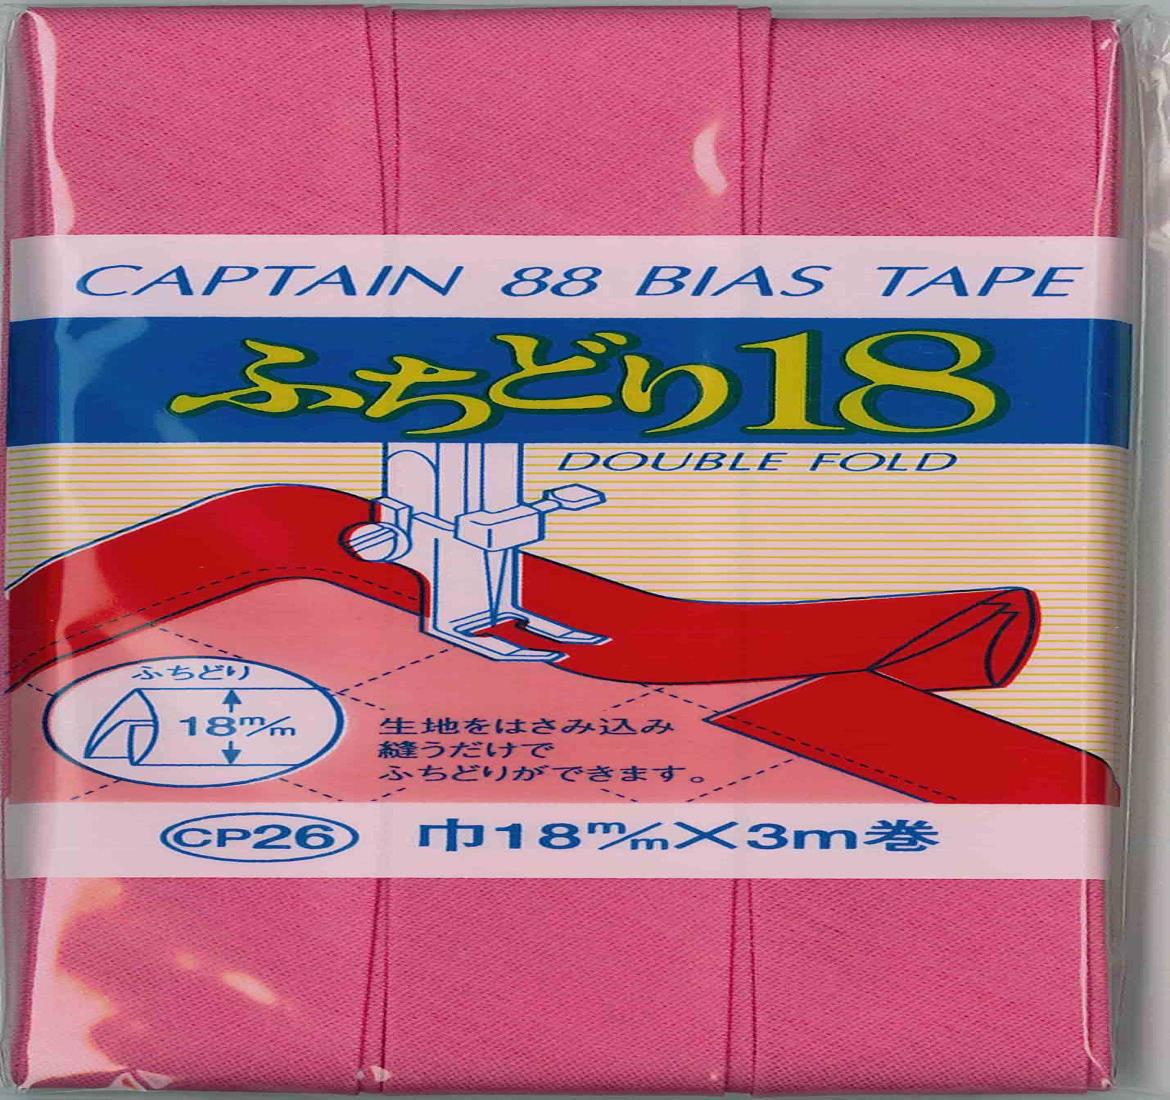 CAPTAIN 88 BIAS TAPE
ふちどり18
DOUBLE FOLD
ふちどり
18m/m
生地をはさみ込み
縫うだけで
ふちどりができます。
CP26 巾18m/m×3m巻